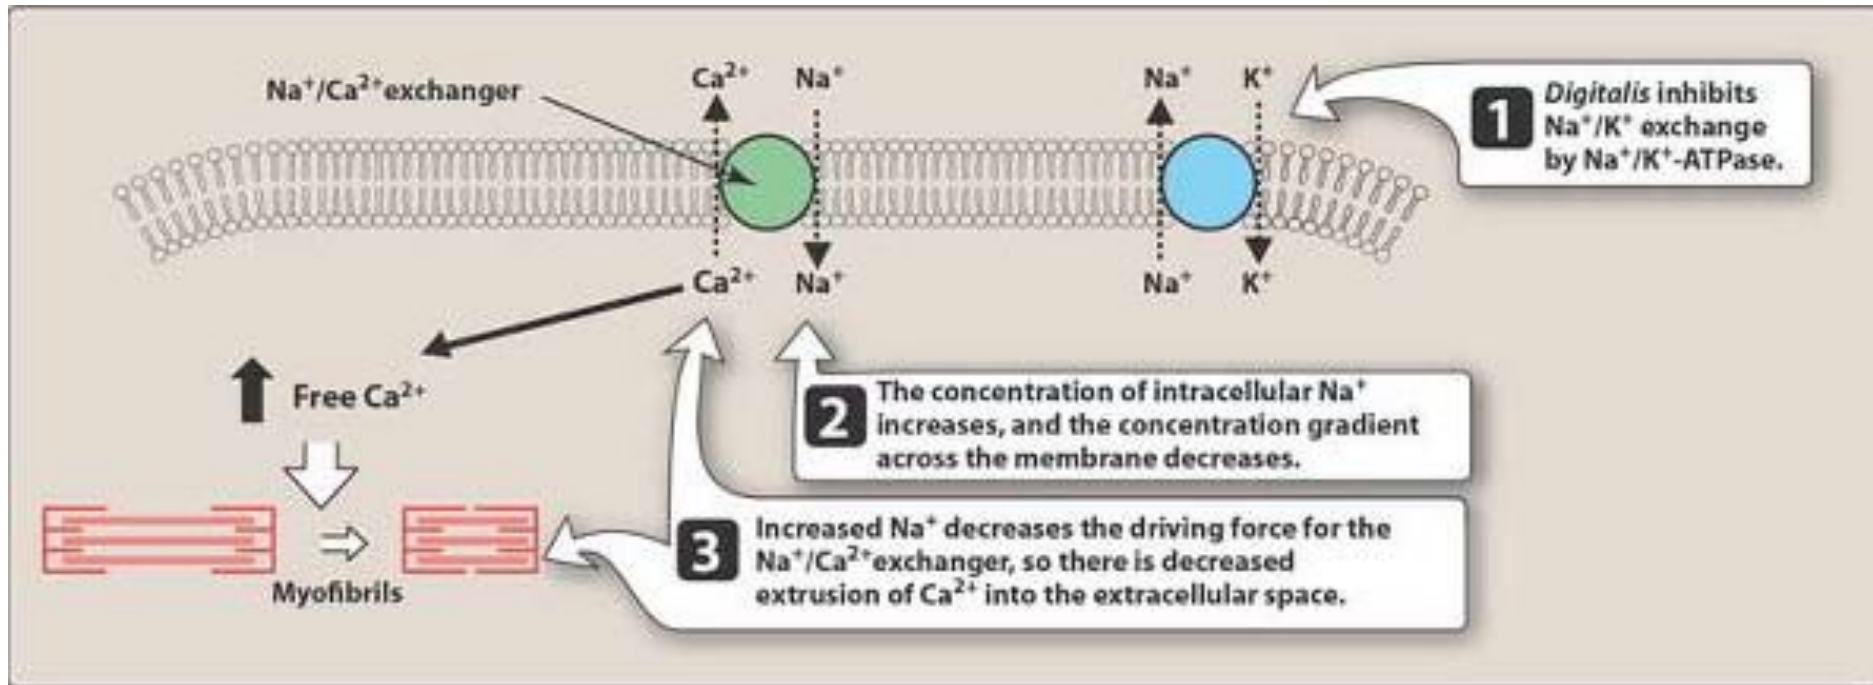 Na⁺/Ca²⁺exchanger
Ca²⁺
Na⁺
Na⁺
K⁺
1
Digitalis inhibits
Na⁺/K⁺ exchange
by Na⁺/K⁺-ATPase.
Ca²⁺
Na⁺
Na⁺
K⁺
Free Ca²⁺
2
The concentration of intracellular Na⁺
increases, and the concentration gradient
across the membrane decreases.
Myofibrils
3
Increased Na⁺ decreases the driving force for the
Na⁺/Ca²⁺exchanger, so there is decreased
extrusion of Ca²⁺ into the extracellular space.